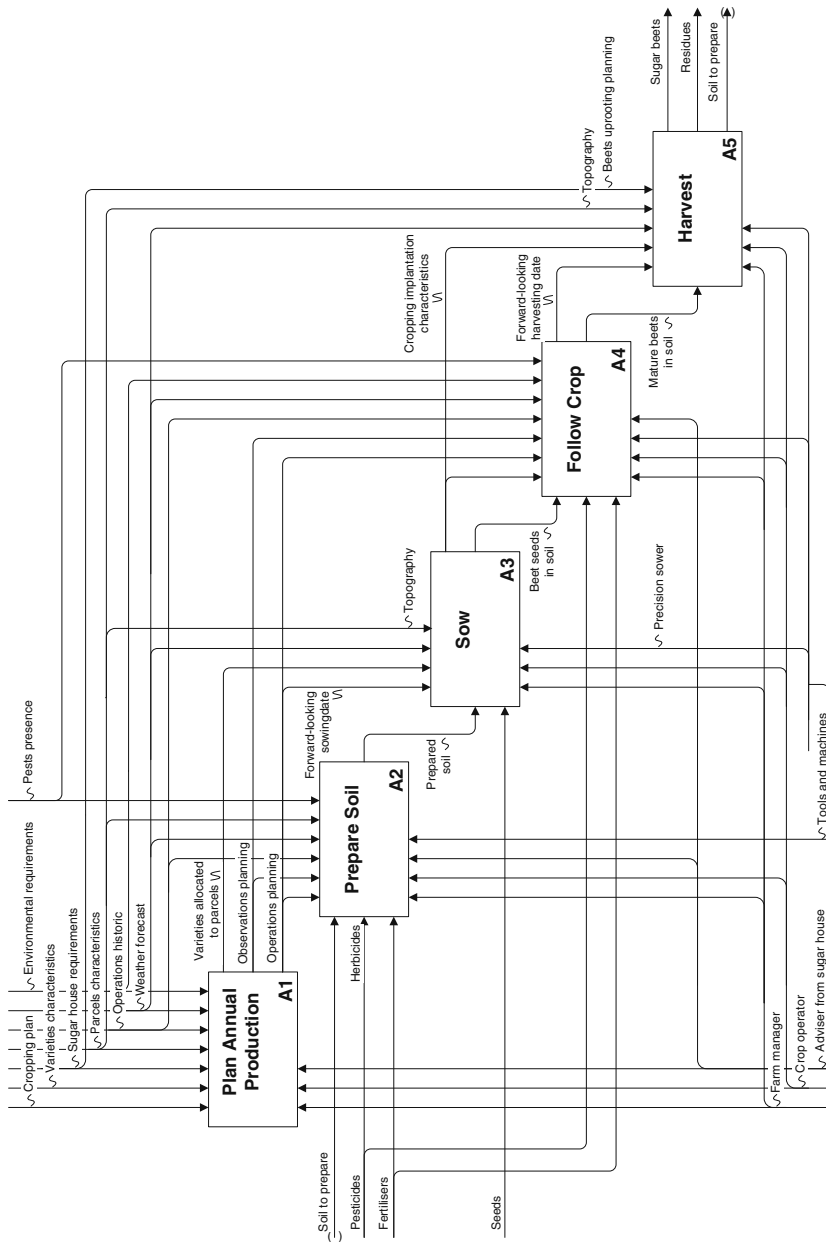 Cropping plan
Varieties characteristics
Sugar house requirements
Parcels characteristics
Operations historic
Weather forecast
Environmental requirements
Pests presence
Plan Annual
Production
A1
Varieties allocated
to parcels
Observations planning
Operations planning
Soil to prepare
( )
Pesticides
Herbicides
Fertilisers
Seeds
Prepare Soil
A2
Forward-looking
sowingdate
Prepared
soil
Topography
Sow
A3
Beet seeds
in soil
Precision sower
Cropping implantation
characteristics
Follow Crop
A4
Forward-looking
harvesting date
Mature beets
in soil
Topography
Beets uprooting planning
Harvest
A5
Sugar beets
Residues
Soil to prepare
( )
Farm manager
Crop operator
Adviser from sugar house
Tools and machines